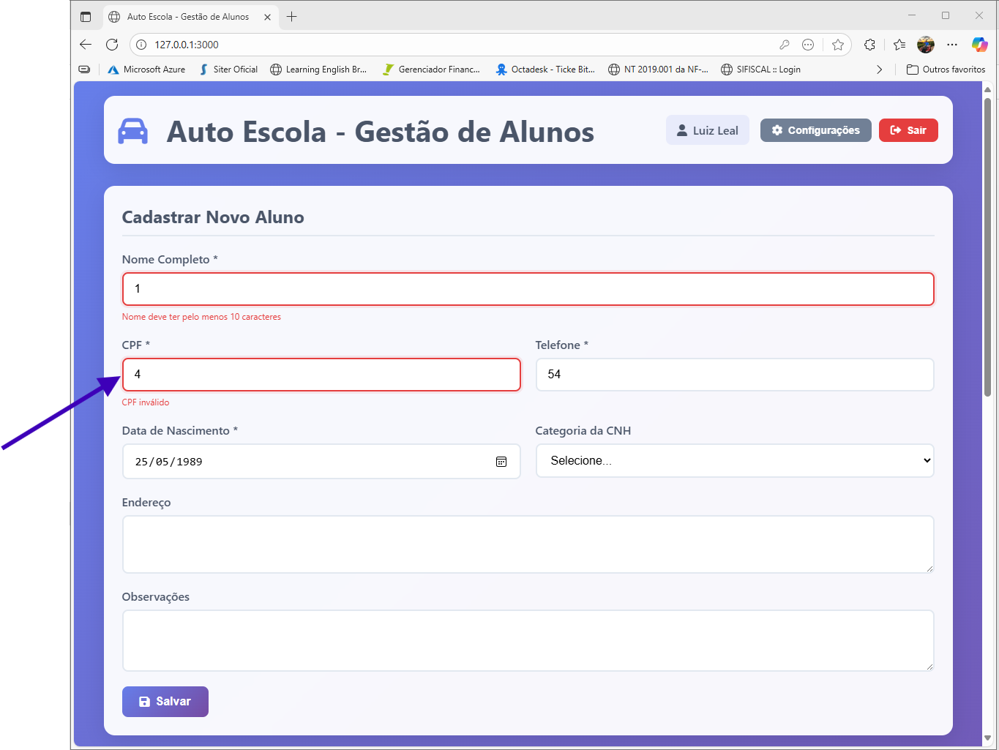 Auto Escola - Gestão de Alunos
127.0.0.1:3000
Microsoft Azure
Siter Oficial
Learning English Br...
Gerenciador Financ...
Octadesk - Ticke Bit...
NT 2019.001 da NF-...
SIFISCAL :: Login
Outros favoritos
Auto Escola - Gestão de Alunos
Luiz Leal
Configurações
Sair
Cadastrar Novo Aluno
Nome Completo *
1
Nome deve ter pelo menos 10 caracteres
CPF *
Telefone *
4
54
CPF inválido
Data de Nascimento *
Categoria da CNH
25/05/1989
Selecione...
Endereço
Observações
Salvar